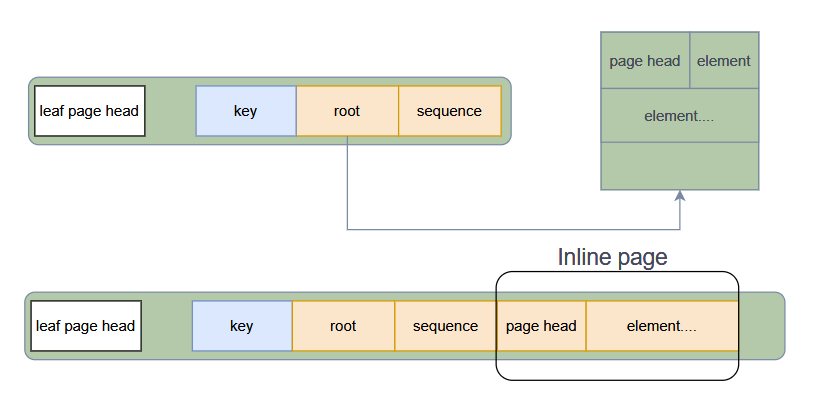 page head
element
leaf page head
key
root
sequence
element....
Inline page
leaf page head
key
root
sequence
page head
element....